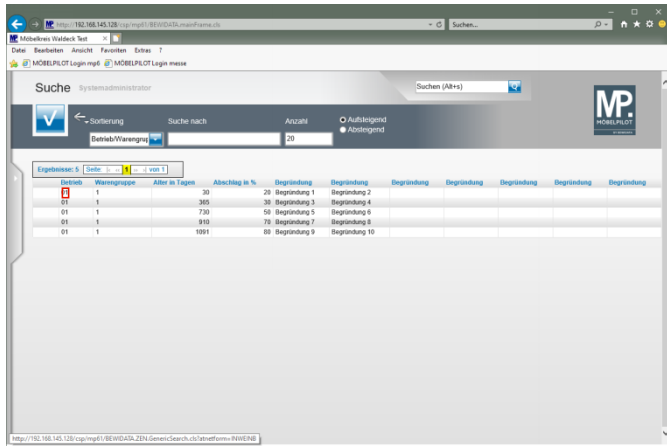 http://192.168.145.128/csp/mp61/BEWIDATA.mainFrame.cls
Suchen...
Möbelkreis Waldeck Test
Datei Bearbeiten Ansicht Favoriten Extras ?
MÖBELPILOT Login mp6 MÖBELPILOT Login messe
Suche Systemadministrator
Suchen (Alt+s)
MP.
MÖBELPILOT
Sortierung Suche nach Anzahl Aufsteigend
Absteigend
Betrieb/Warengrup 20
Ergebnisse: 5 Seite: |« « 1 » »| von 1
Betrieb Warengruppe Alter in Tagen Abschlag in % Begründung Begründung Begründung Begründung Begründung Begründung Begründung
01 1 30 20 Begründung 1 Begründung 2
01 1 365 30 Begründung 3 Begründung 4
01 1 730 50 Begründung 5 Begründung 6
01 1 910 70 Begründung 7 Begründung 8
01 1 1091 80 Begründung 9 Begründung 10
http://192.168.145.128/csp/mp61/BEWIDATA.ZEN.GenericSearch.cls?atnetform=INWEINB